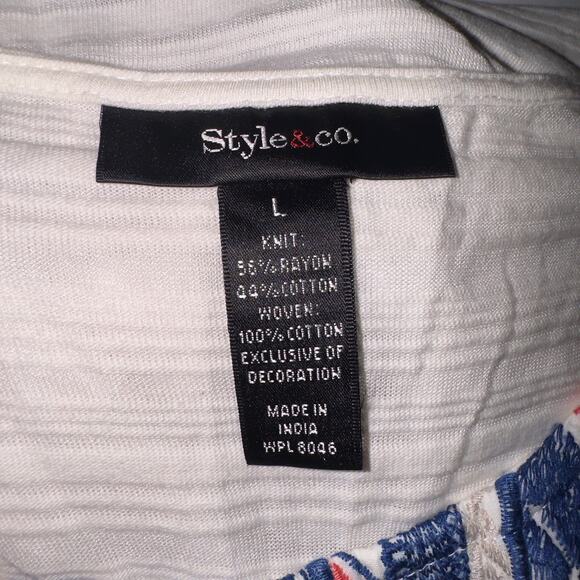 Style&co.
L
KNIT:
56% RAYON
44% COTTON
WOVEN:
100% COTTON
EXCLUSIVE OF
DECORATION
MADE IN
INDIA
WPL 8046